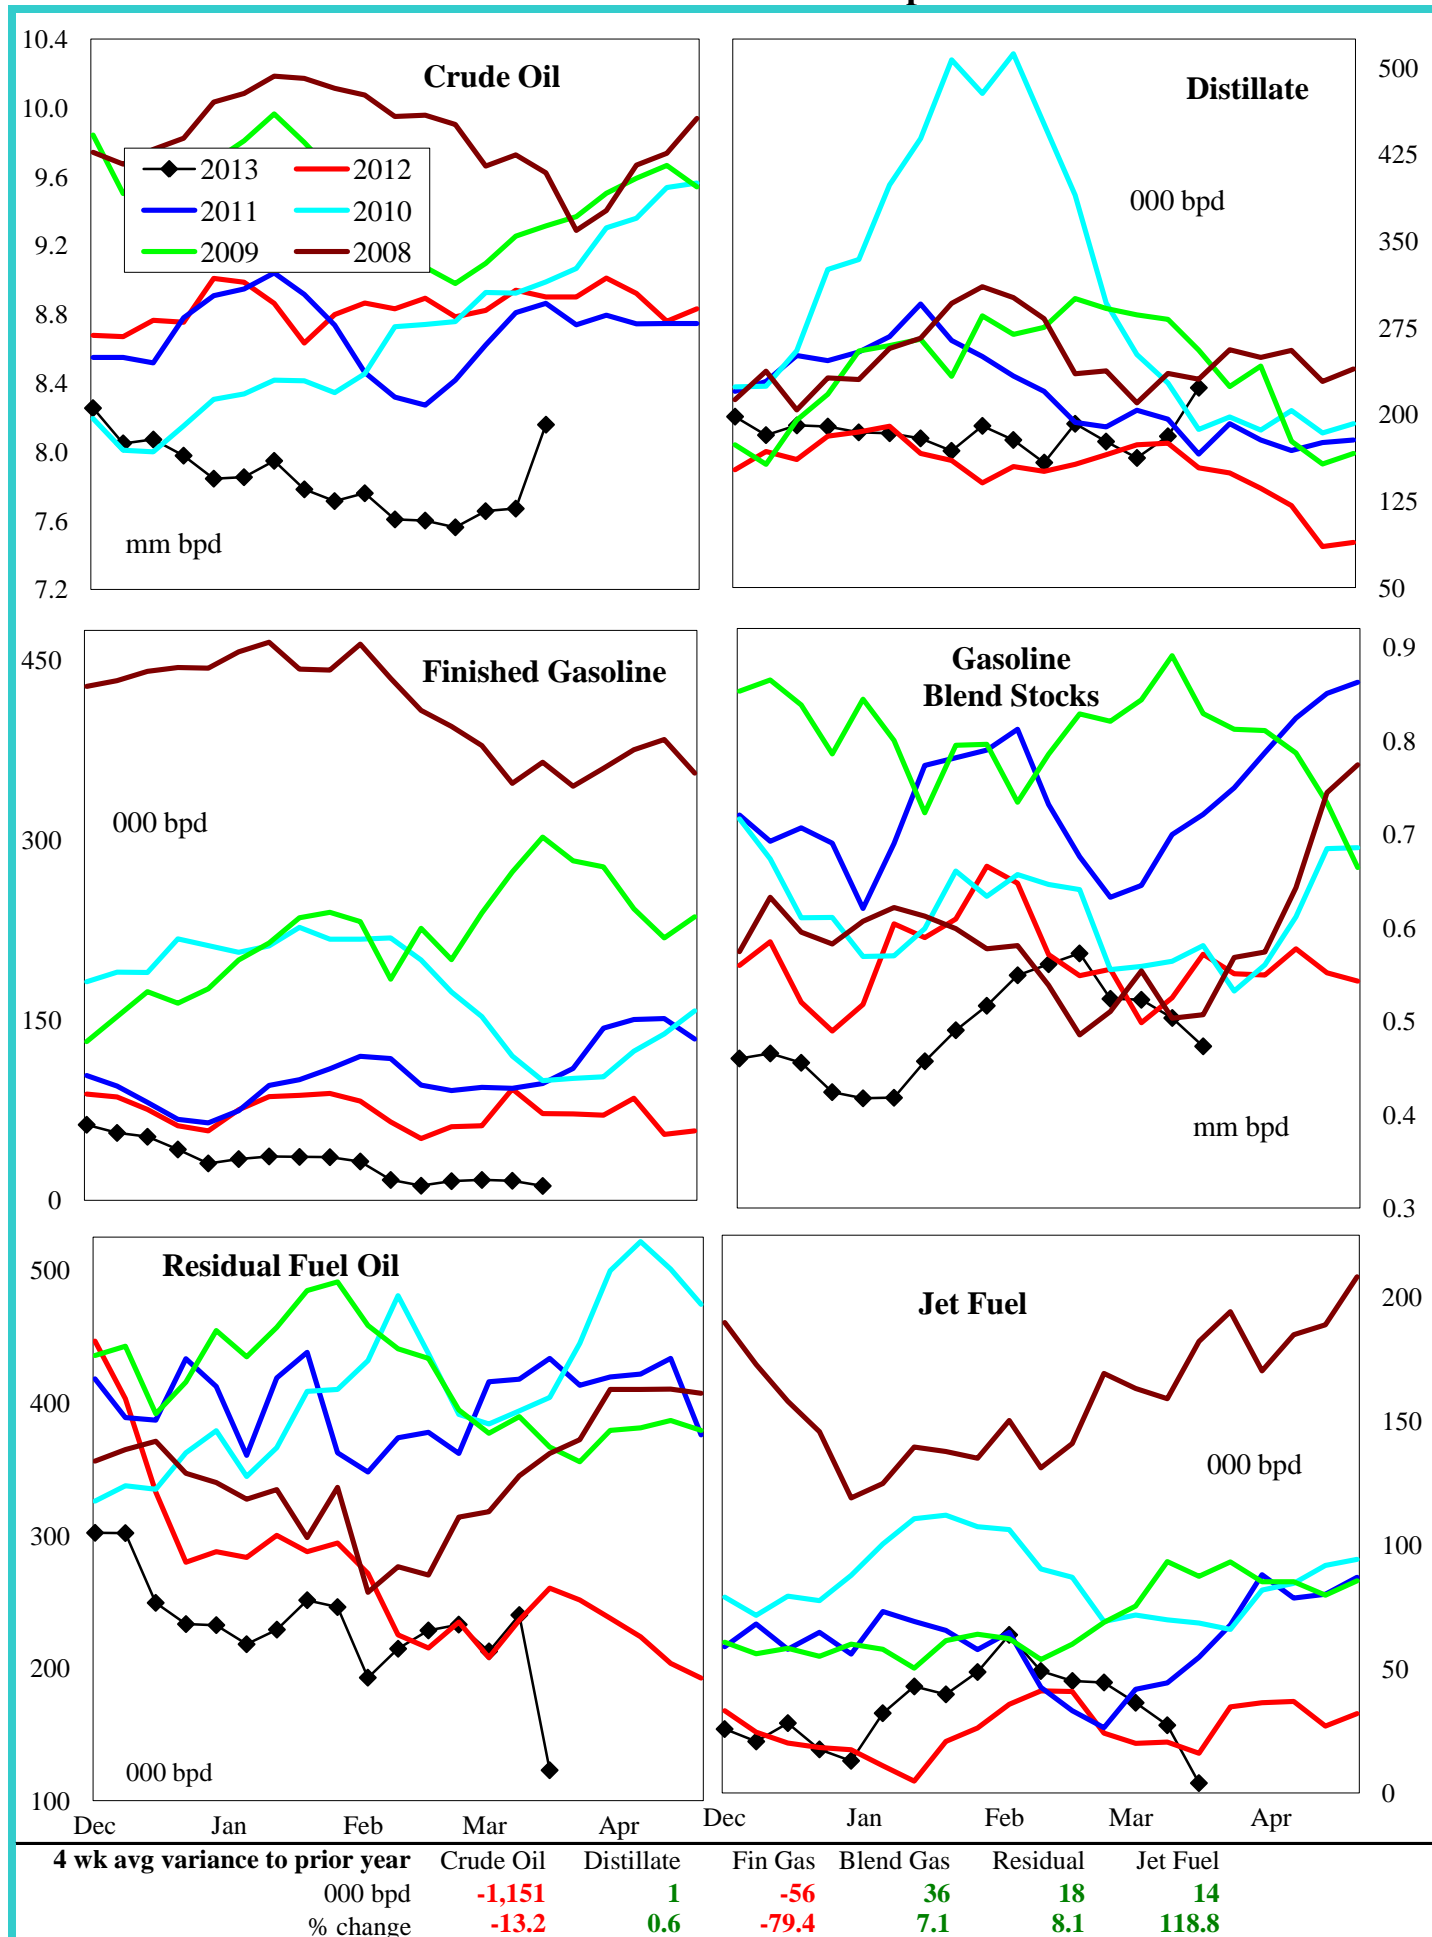 Crude Oil
10.4
10.0
9.6
9.2
8.8
8.4
8.0
7.6
7.2
2013
2012
2011
2010
2009
2008
mm bpd
Distillate
000 bpd
500
425
350
275
200
125
50
Finished Gasoline
450
300
150
0
000 bpd
Gasoline
Blend Stocks
0.9
0.8
0.7
0.6
0.5
0.4
0.3
mm bpd
Residual Fuel Oil
500
400
300
200
100
000 bpd
Dec Jan Feb Mar Apr
Jet Fuel
000 bpd
200
150
100
50
0
Dec Jan Feb Mar Apr
4 wk avg variance to prior year Crude Oil Distillate Fin Gas Blend Gas Residual Jet Fuel
000 bpd -1,151 1 -56 36 18 14
% change -13.2 0.6 -79.4 7.1 8.1 118.8